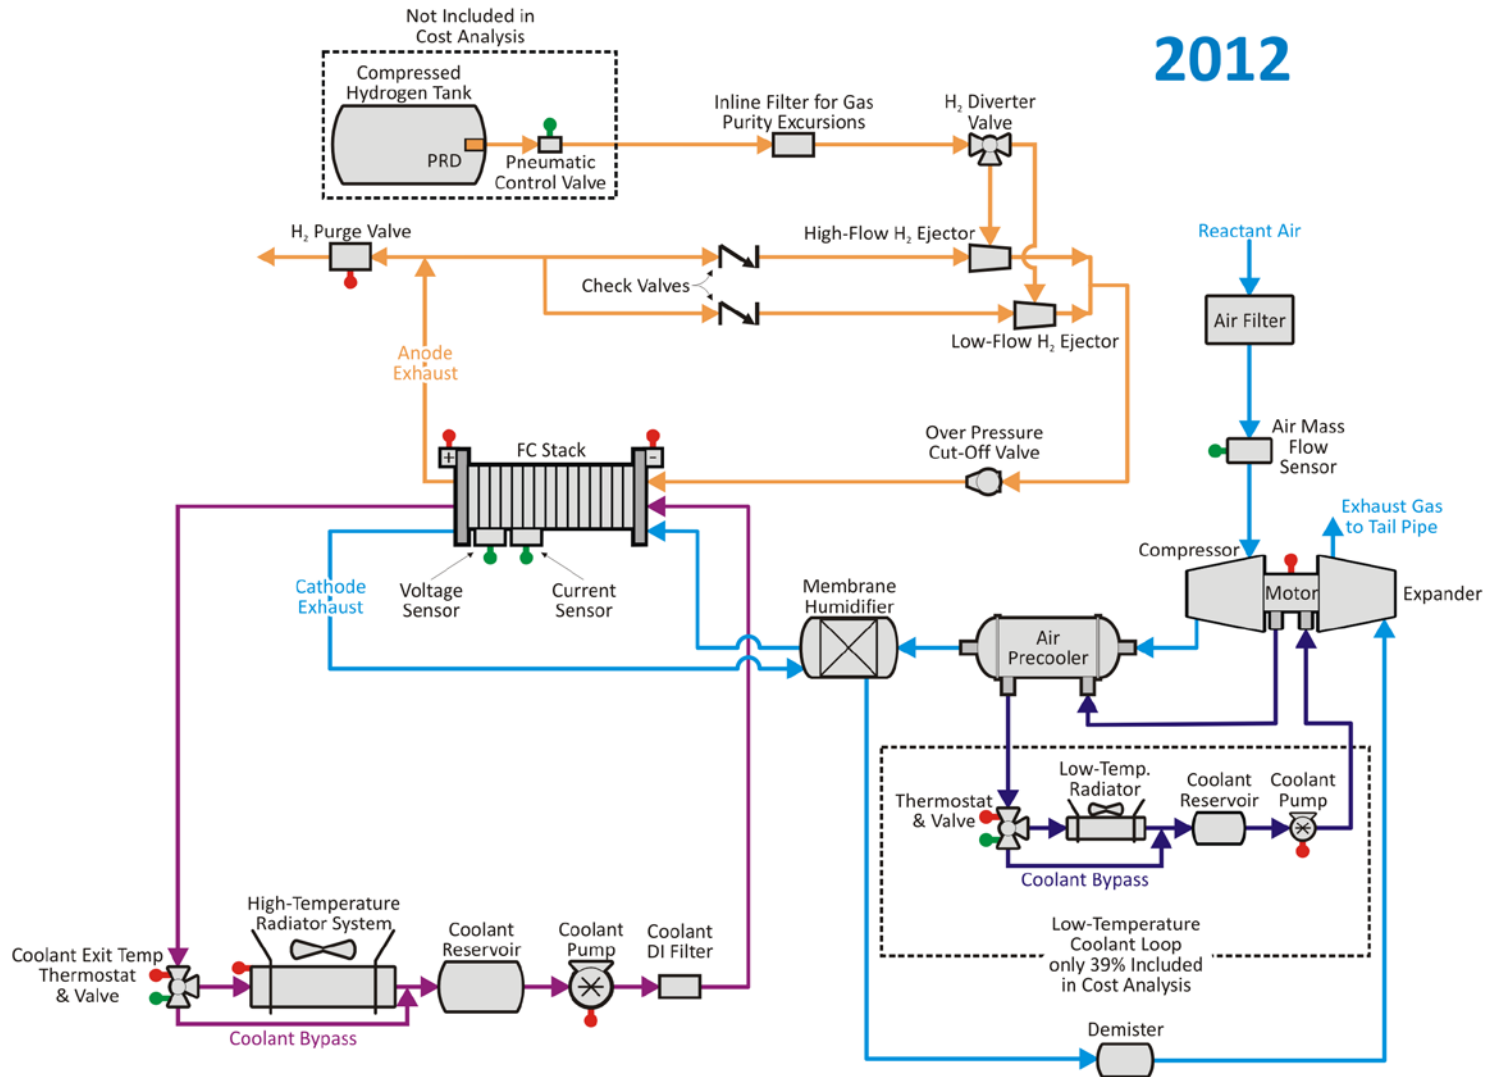 Not Included in
Cost Analysis
2012
Compressed
Hydrogen Tank
PRD
Pneumatic
Control Valve
Inline Filter for Gas
Purity Excursions
H₂ Diverter
Valve
H₂ Purge Valve
High-Flow H₂ Ejector
Check Valves
Low-Flow H₂ Ejector
Reactant Air
Air Filter
Anode
Exhaust
Air Mass
Flow
Sensor
Over Pressure
Cut-Off Valve
FC Stack
+
-
Exhaust Gas
to Tail Pipe
Compressor
Motor
Expander
Cathode
Exhaust
Voltage
Sensor
Current
Sensor
Membrane
Humidifier
Air
Precooler
Thermostat
& Valve
Low-Temp.
Radiator
Coolant
Reservoir
Coolant
Pump
Coolant Bypass
Low-Temperature
Coolant Loop
only 39% Included
in Cost Analysis
High-Temperature
Radiator System
Coolant
Reservoir
Coolant
Pump
Coolant
DI Filter
Coolant Exit Temp
Thermostat
& Valve
Coolant Bypass
Demister